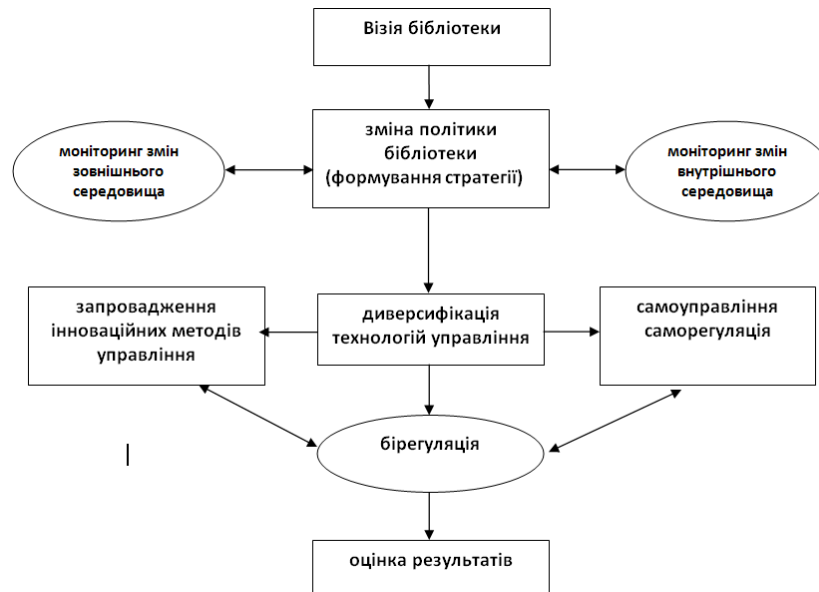 Візія бібліотеки
зміна політики
бібліотеки
(формування стратегії)
моніторинг змін
зовнішнього
середовища
моніторинг змін
внутрішнього
середовища
запровадження
інноваційних методів
управління
диверсифікація
технологій управління
самоуправління
саморегуляція
бірегуляція
оцінка результатів